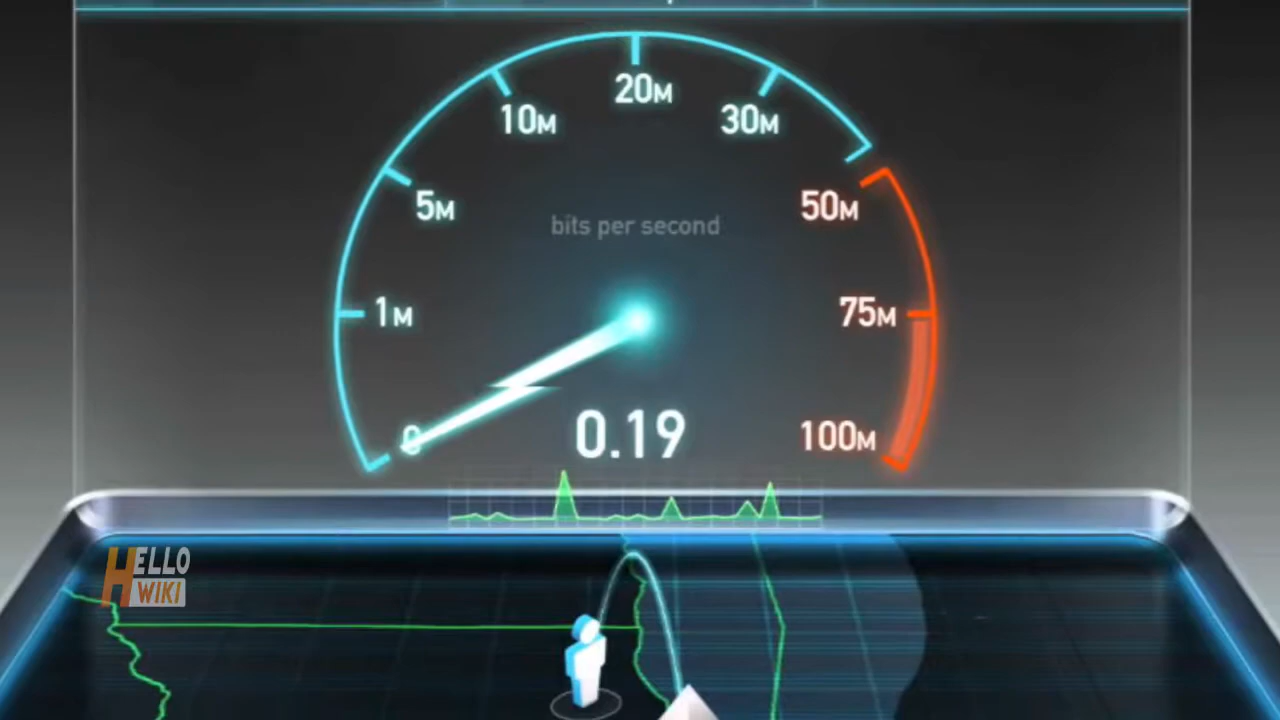 20M
10M
30M
5M
50M
bits per second
1M
75M
0
0.19
100M
HELLO
WIKI